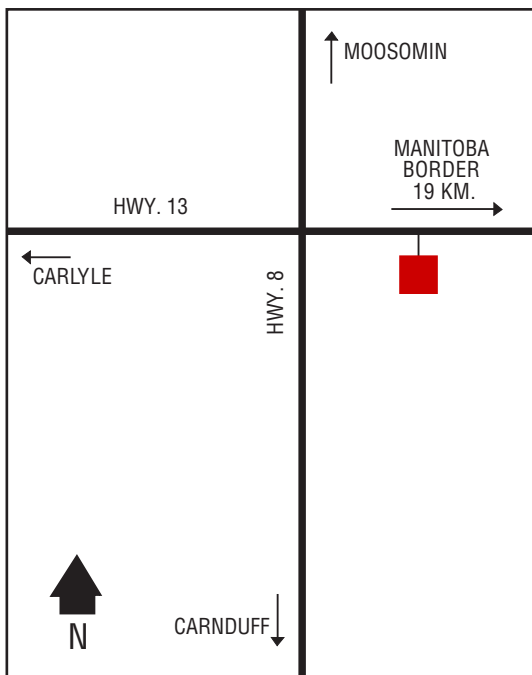 MOOSOMIN
MANITOBA
BORDER
19 KM.
HWY. 13
CARLYLE
HWY. 8
CARNDUFF
N